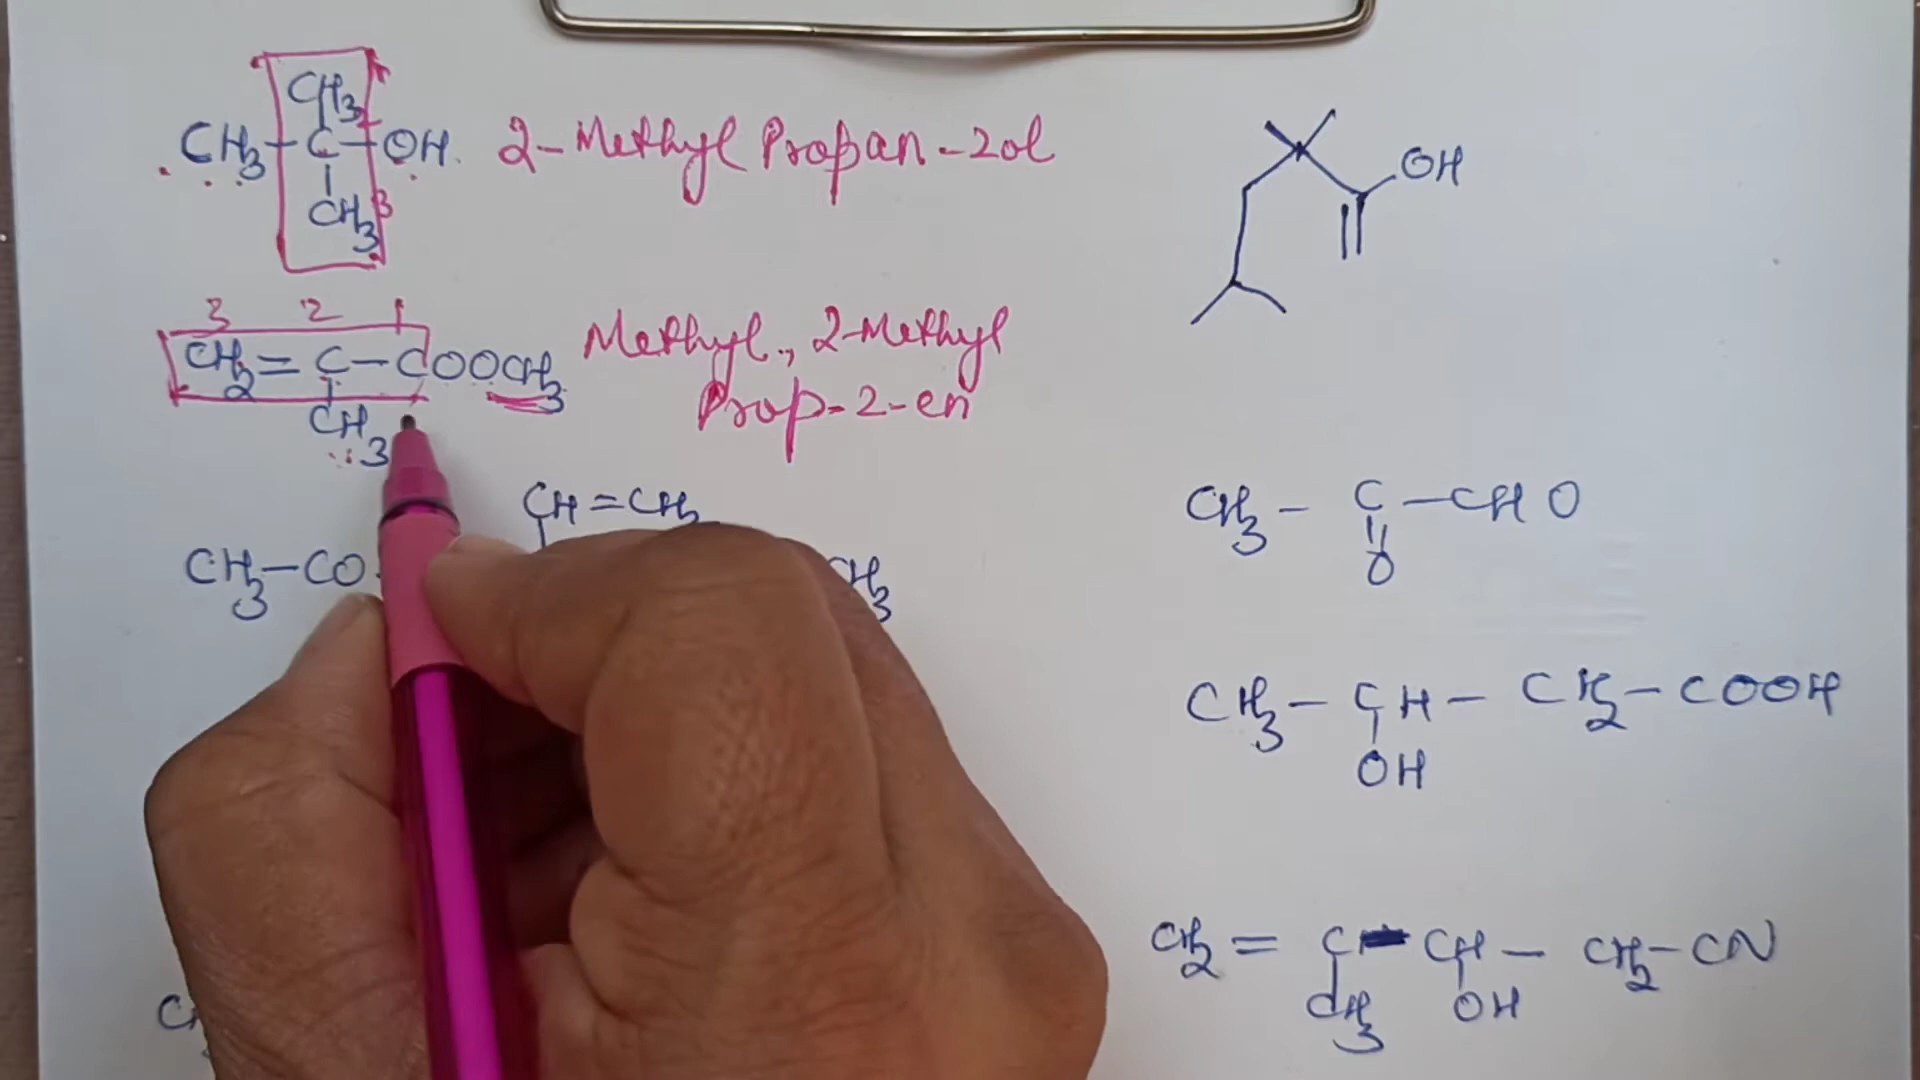 CH3
CH3-C-OH 2-Methyl Propan-2ol
CH3
3 2 1
CH2=C-COOCH3 Methyl, 2-Methyl
CH3 Prop-2-en
CH=CH
CH3-CO
CH3
OH
CH3-C-CHO
O
CH3-CH-CH2-COOH
OH
CH2=C-CH-CH2-CN
CH3 OH